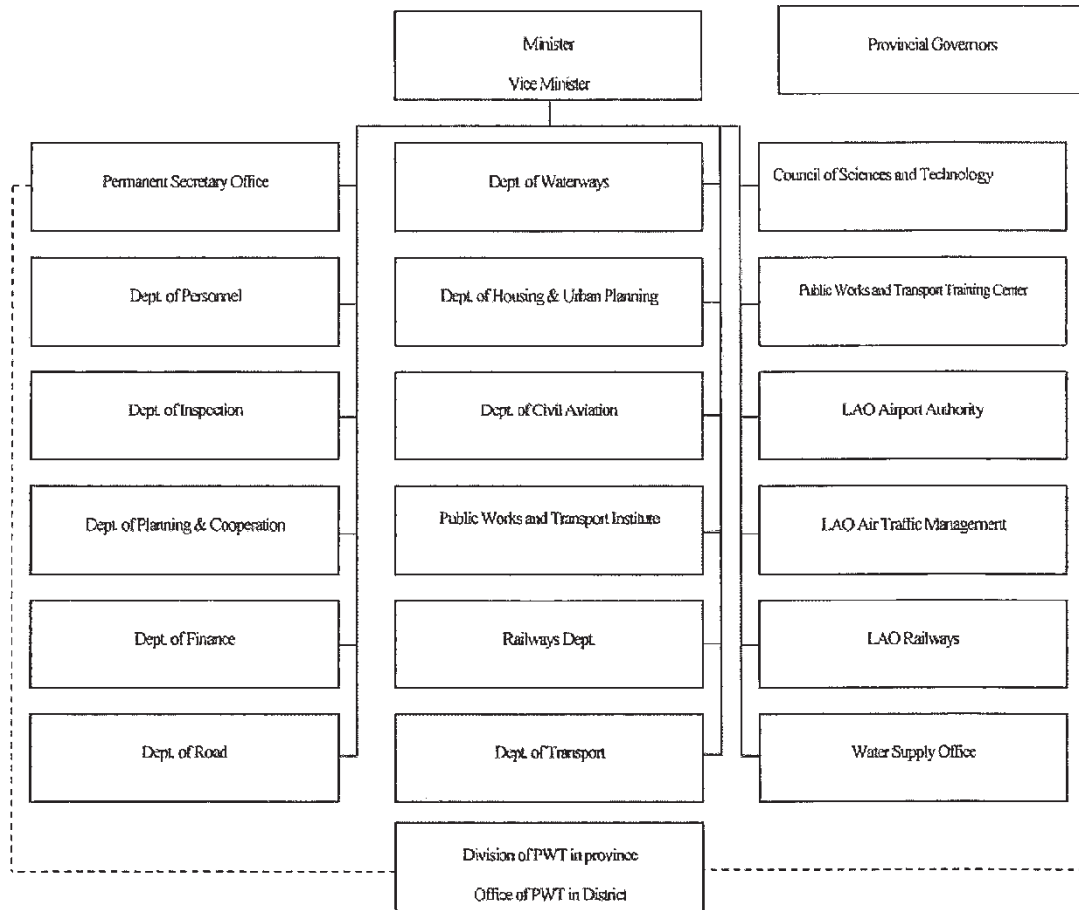 Minister
Vice Minister
Provincial Governors
Permanent Secretary Office
Dept. of Waterways
Council of Sciences and Technology
Dept. of Personnel
Dept. of Housing & Urban Planning
Public Works and Transport Training Center
Dept. of Inspection
Dept. of Civil Aviation
LAO Airport Authority
Dept. of Planning & Cooperation
Public Works and Transport Institute
LAO Air Traffic Management
Dept. of Finance
Railways Dept.
LAO Railways
Dept. of Road
Dept. of Transport
Water Supply Office
Division of PWT in province
Office of PWT in District